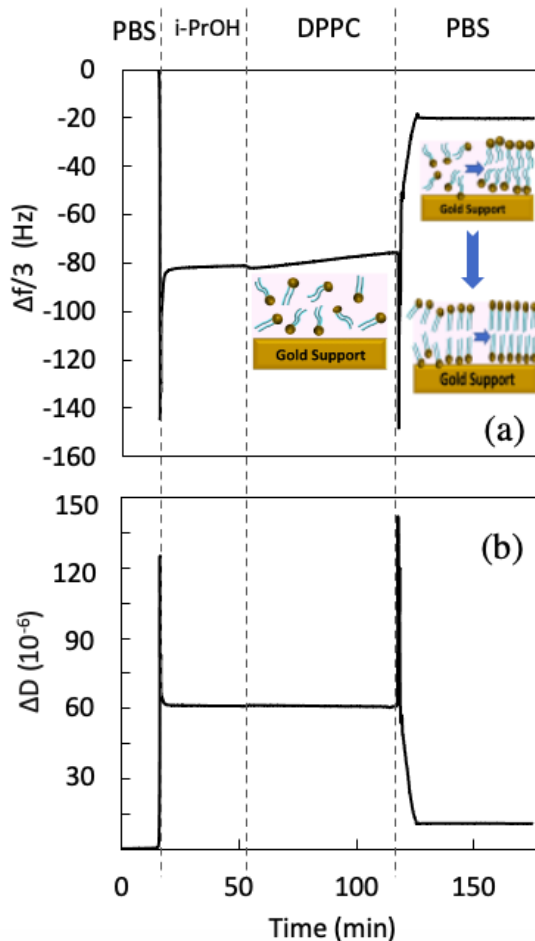 PBS i-PrOH DPPC PBS
0
-20
-40
-60
-80
-100
-120
-140
-160
Δf/3 (Hz)
Gold Support
Gold Support
Gold Support
(a)
150
120
90
60
30
ΔD (10⁻⁶)
(b)
0 50 100 150
Time (min)